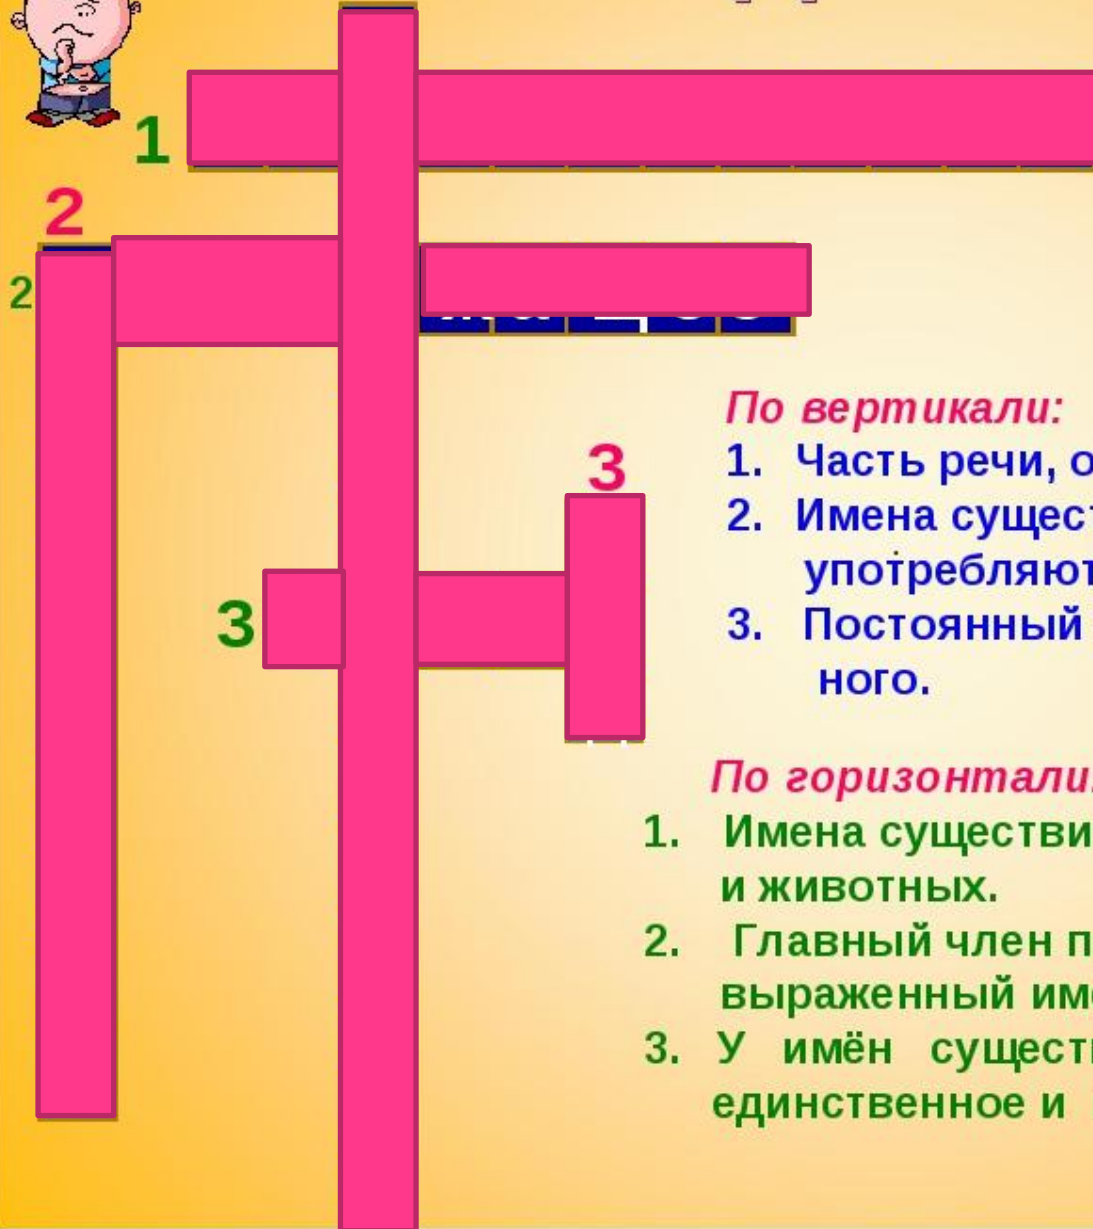 1
2
2
По вертикали:
1. Часть речи, о
2. Имена сущест
употребляют
3
3. Постоянный
3
ного.
По горизонтали:
1. Имена существи
и животных.
2. Главный член п
выраженный им
3. У имён сущест
единственное и